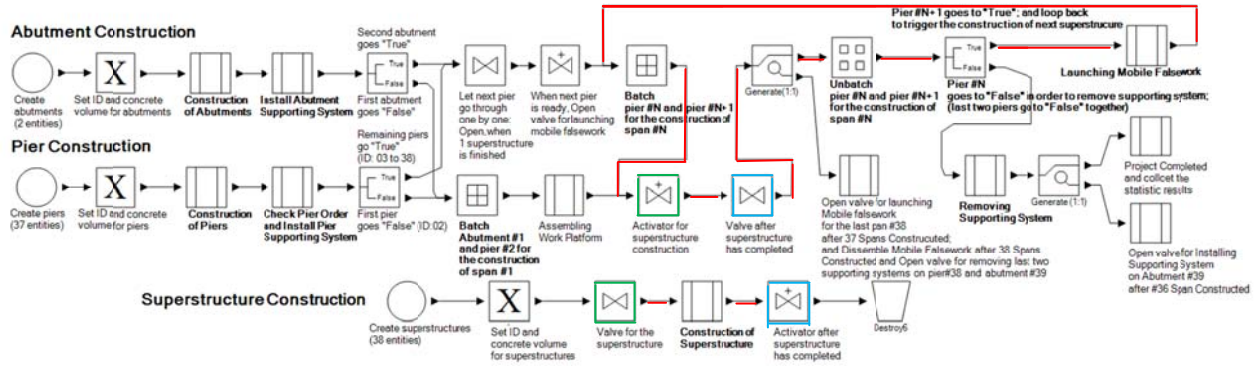 Abutment Construction
Create
abutments
(2 entities)
Set ID and concrete
volume for abutments
Construction
of Abutments
Install Abutment
Supporting System
Second abutment
goes "True"
True
False
First abutment
goes "False"
Let next pier
go through
one by one:
Open,when
1 superstructure
is finished
When next pier
is ready, Open
valve forlaunching
mobile falsework
Batch
pier #N and pier #N+1
for the construction of
span #N
Generate(1:1)
Unbatch
pier #N and pier #N+1
for the construction of
span #N
Pier #N+1 goes to "True"; and loop back
to trigger the construction of next superstrucure
True
False
Pier #N
goes to "False" in order to remove supporting system;
(last two piers go to "False" together)
Launching Mobile Falsework
Pier Construction
Create piers
(37 entities)
Set ID and concrete
volume for piers
Construction
of Piers
Check Pier Order
and Install Pier
Supporting System
Remaining piers
go "True"
(ID: 03 to 38)
True
False
First pier
goes "False" (ID:02)
Batch
Abutment #1
and pier #2 for
the construction
of span #1
Assembling
Work Platform
Activator for
superstructure
construction
Valve after
superstructure
has completed
Open valve for launching
Mobile falsework
for the last pan #38
after 37 Spans Constructed;
and Dissemble Mobile Falsework after 38 Spans
Constructed and Open valve for removing last two
supporting systems on pier#38 and abutment #39
Removing
Supporting System
Generate (1:1)
Project Completed
and collcet the
statistic results
Open valve for Installing
Supporting System
on Abutment #39
after #36 Span Constructed
Superstructure Construction
Create superstructures
(38 entities)
Set ID and
concrete volume
for superstructures
Valve for the
superstructure
Construction of
Superstructure
Activator after
superstructure
has completed
Destroy6